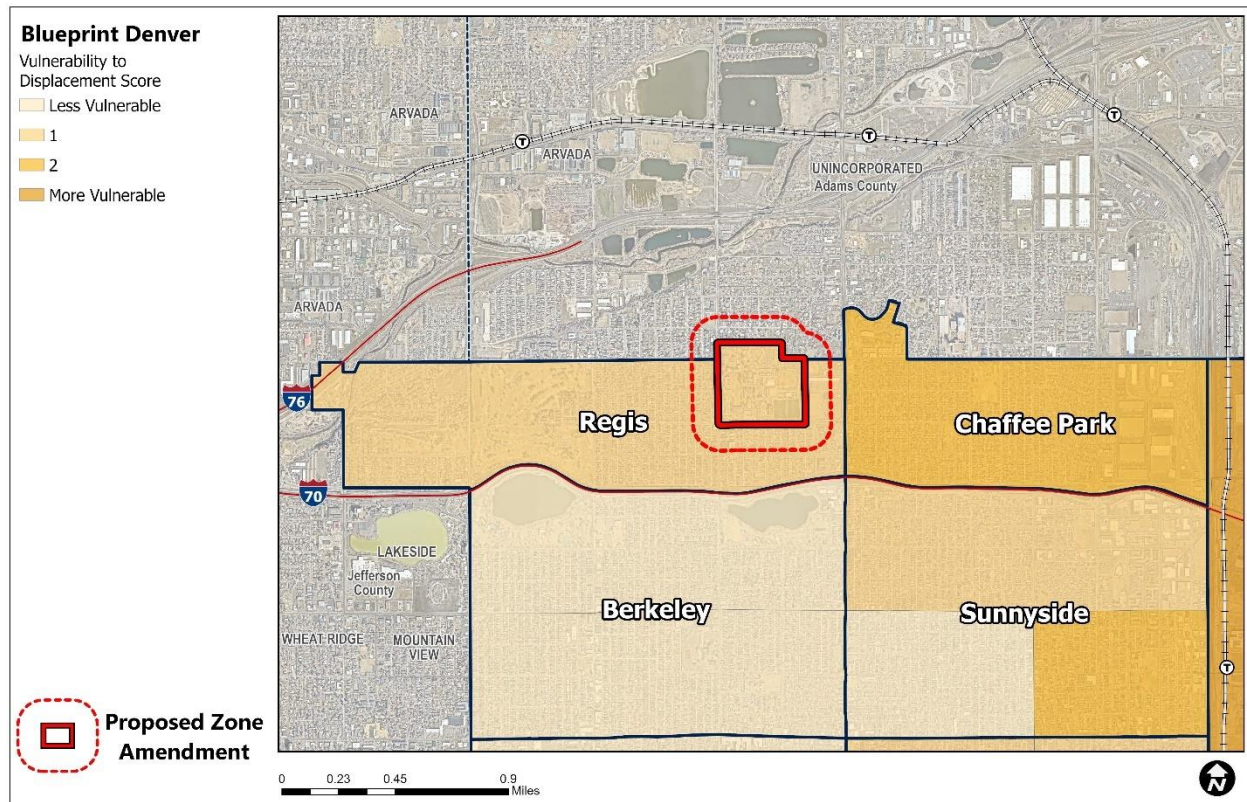 Blueprint Denver
Vulnerability to
Displacement Score
Less Vulnerable
1
2
More Vulnerable
ARVADA
ARVADA
UNINCORPORATED
Adams County
ARVADA
76
70
Regis
Chaffee Park
LAKESIDE
Jefferson
County
Berkeley
Sunnyside
WHEAT RIDGE
MOUNTAIN
VIEW
T
T
T
T
Proposed Zone
Amendment
0 0.23 0.45 0.9
Miles
N